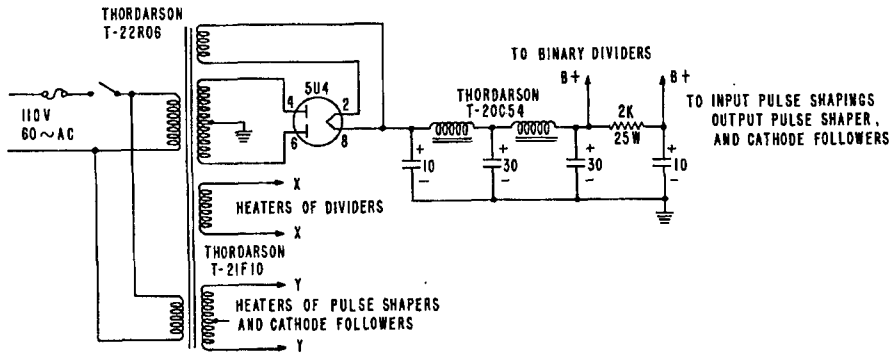 THORDARSON
T-22R06
110V
60~AC
5U4
4
2
6
8
THORDARSON
T-20C54
TO BINARY DIVIDERS
B+
B+
2K
25W
TO INPUT PULSE SHAPINGS
OUTPUT PULSE SHAPER,
AND CATHODE FOLLOWERS
+
10
-
+
30
-
+
30
-
+
10
-
X
HEATERS OF DIVIDERS
X
THORDARSON
T-21F10
Y
HEATERS OF PULSE SHAPERS
AND CATHODE FOLLOWERS
Y